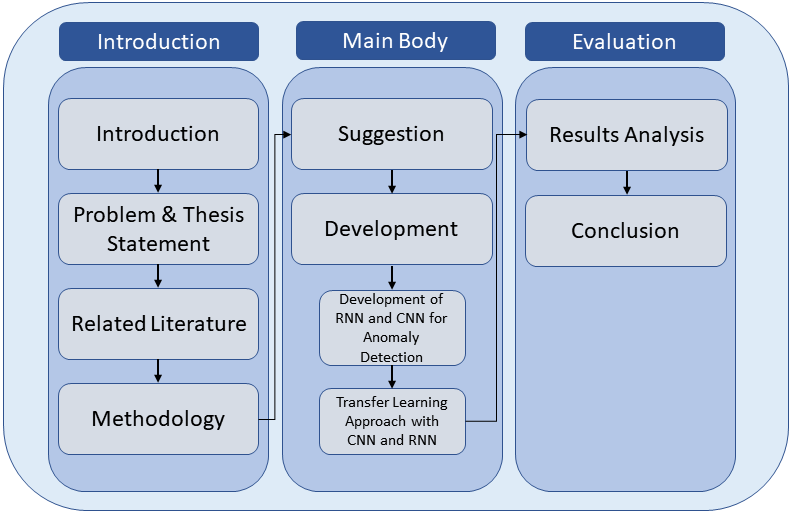 Introduction
Main Body
Evaluation
Introduction
Problem & Thesis
Statement
Related Literature
Methodology
Suggestion
Development
Development of
RNN and CNN for
Anomaly
Detection
Transfer Learning
Approach with
CNN and RNN
Results Analysis
Conclusion